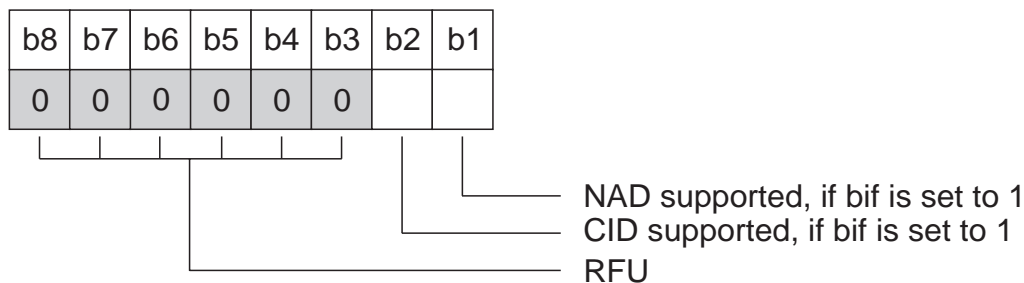 b8 b7 b6 b5 b4 b3 b2 b1
0 0 0 0 0 0
NAD supported, if bif is set to 1
CID supported, if bif is set to 1
RFU